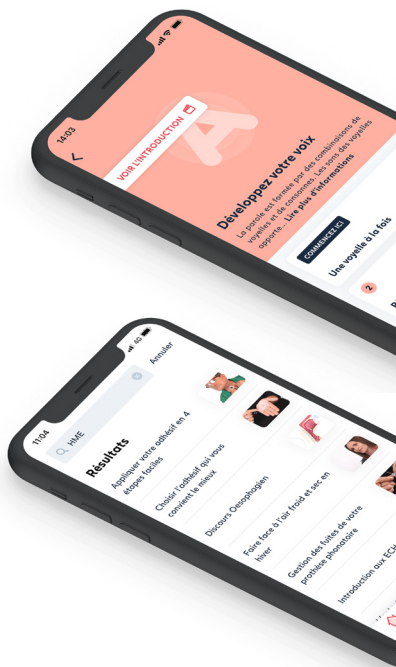 14:03
VOIR L'INTRODUCTION
A
Développez votre voix
La parole est formée par des combinaisons de
voyelles et de consonnes. Les sons des voyelles
apporte... Lire plus d'informations
COMMENCEZ ICI
Une voyelle à la fois
2
11:04
4G
HME
Annuler
Résultats
Appliquer votre adhésif en 4
étapes faciles
Choisir l'adhésif qui vous
convient le mieux
Discours Oesophagien
Faire face à l'air froid et sec en
hiver
Gestion des fuites de votre
prothèse phonatoire
Introduction aux ECH